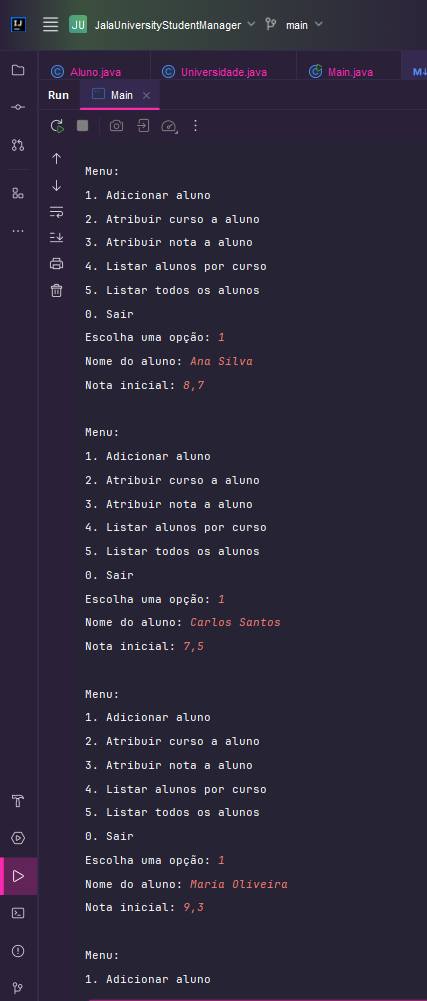 JU JalaUniversityStudentManager main
Aluno.java Universidade.java Main.java M↓
Run Main
Menu:
1. Adicionar aluno
2. Atribuir curso a aluno
3. Atribuir nota a aluno
4. Listar alunos por curso
5. Listar todos os alunos
0. Sair
Escolha uma opção: 1
Nome do aluno: Ana Silva
Nota inicial: 8,7
Menu:
1. Adicionar aluno
2. Atribuir curso a aluno
3. Atribuir nota a aluno
4. Listar alunos por curso
5. Listar todos os alunos
0. Sair
Escolha uma opção: 1
Nome do aluno: Carlos Santos
Nota inicial: 7,5
Menu:
1. Adicionar aluno
2. Atribuir curso a aluno
3. Atribuir nota a aluno
4. Listar alunos por curso
5. Listar todos os alunos
0. Sair
Escolha uma opção: 1
Nome do aluno: Maria Oliveira
Nota inicial: 9,3
Menu:
1. Adicionar aluno